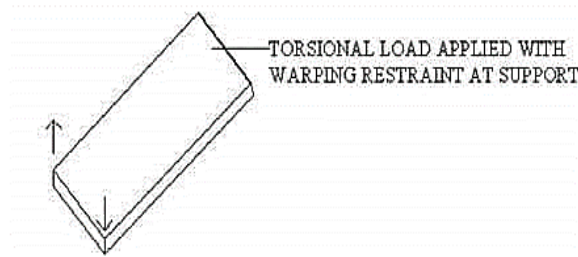 TORSIONAL LOAD APPLIED WITH
WARPING RESTRAINT AT SUPPORT